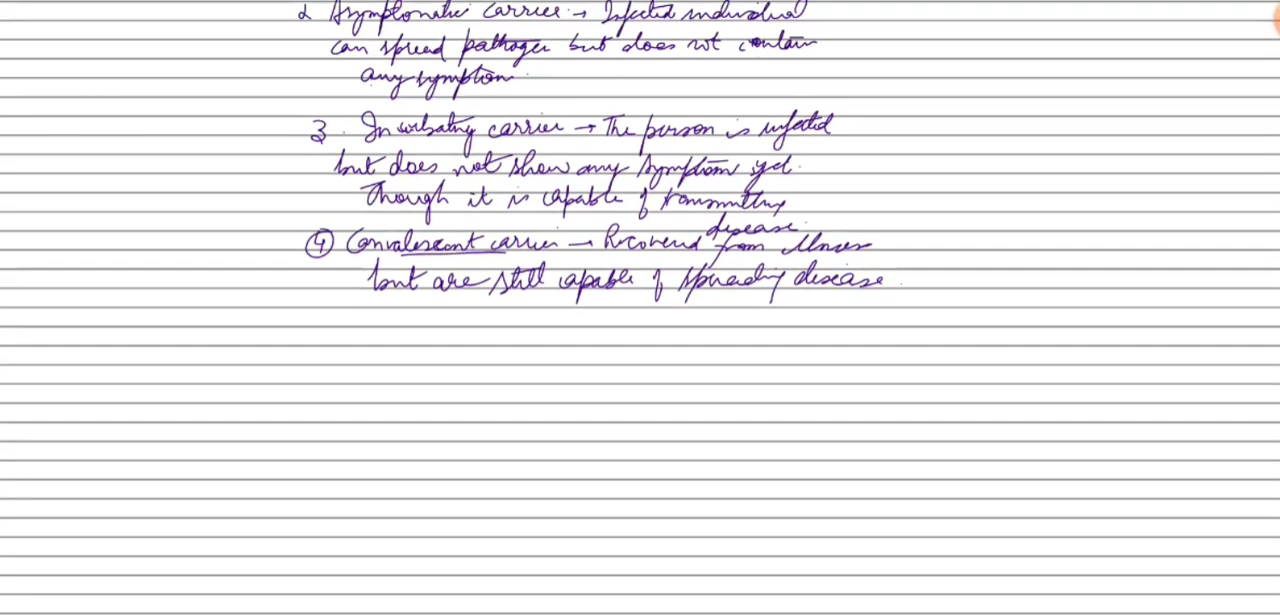 2 Asymptomatic carrier → Infected individual
can spread pathogen but does not contain
any symptom.
3. Incubating carrier → The person is infected
but does not show any symptom yet.
Though it is capable of transmitting
disease.
④ Convalescent carrier → Recovered from illness
but are still capable of spreading disease.